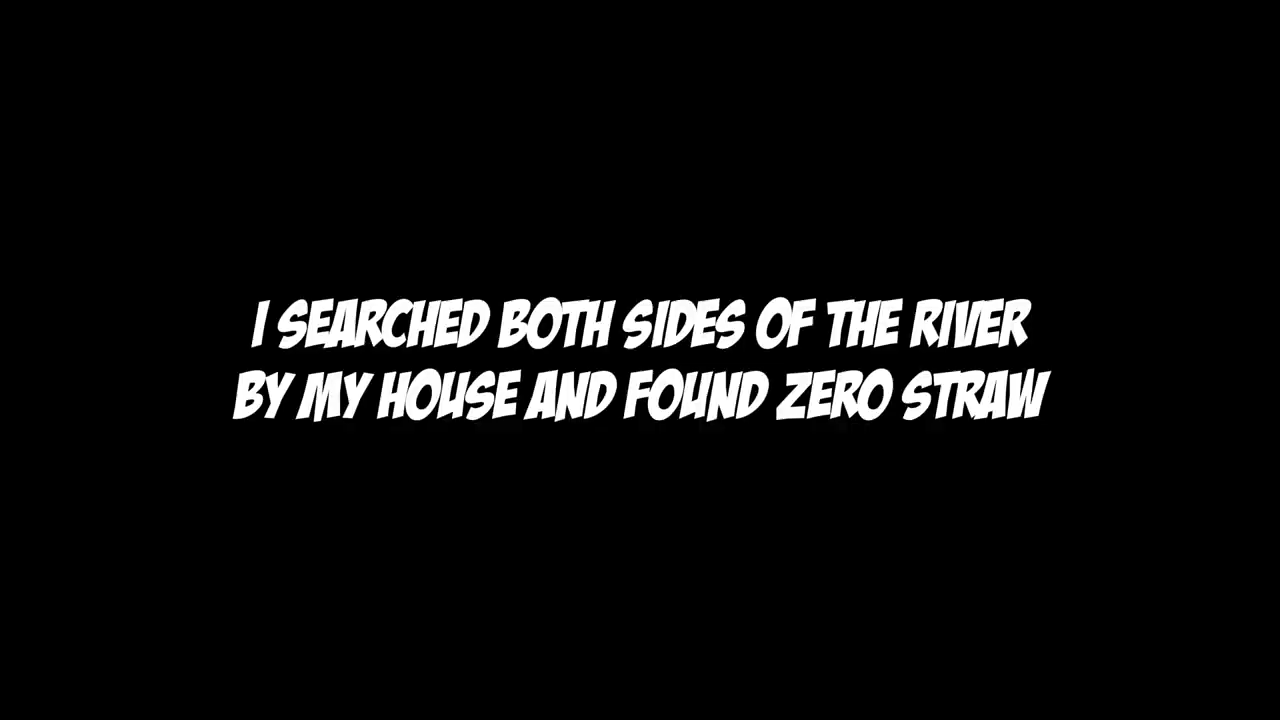 I SEARCHED BOTH SIDES OF THE RIVER
BY MY HOUSE AND FOUND ZERO STRAW